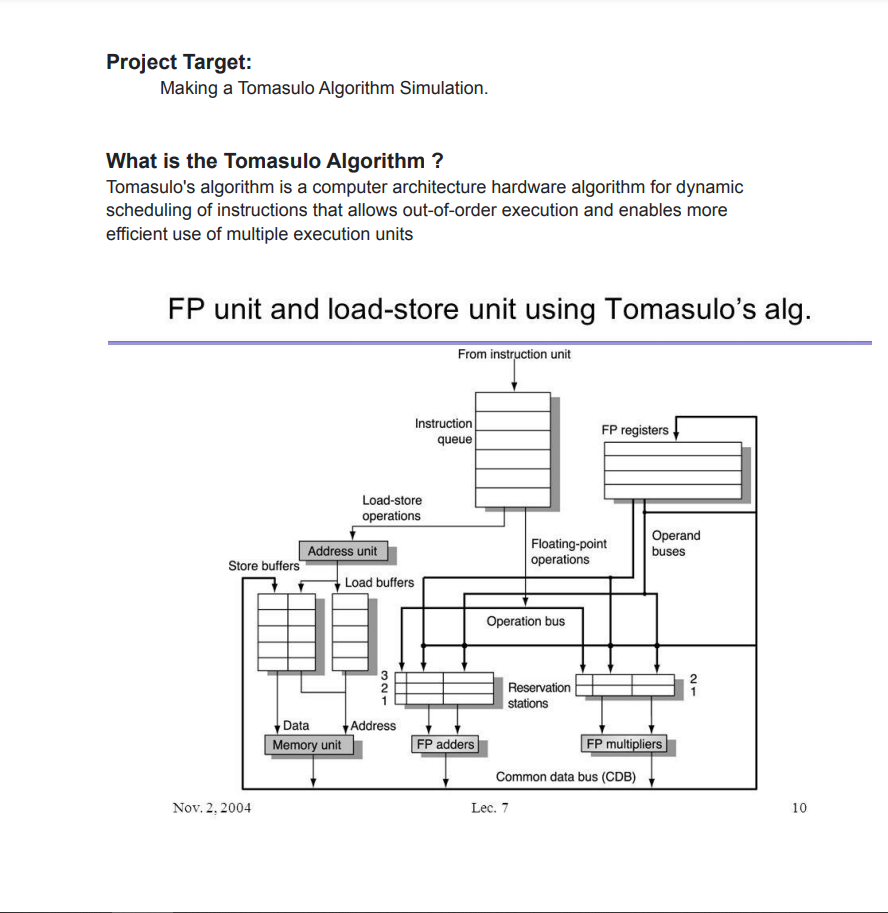 Project Target:
Making a Tomasulo Algorithm Simulation.
What is the Tomasulo Algorithm ?
Tomasulo's algorithm is a computer architecture hardware algorithm for dynamic
scheduling of instructions that allows out-of-order execution and enables more
efficient use of multiple execution units
FP unit and load-store unit using Tomasulo’s alg.
From instruction unit
Instruction
queue
FP registers
Load-store
operations
Address unit
Floating-point
operations
Operand
buses
Store buffers
Load buffers
Operation bus
3
2
1
Reservation
stations
2
1
Data
Address
Memory unit
FP adders
FP multipliers
Common data bus (CDB)
Nov. 2, 2004
Lec. 7
10